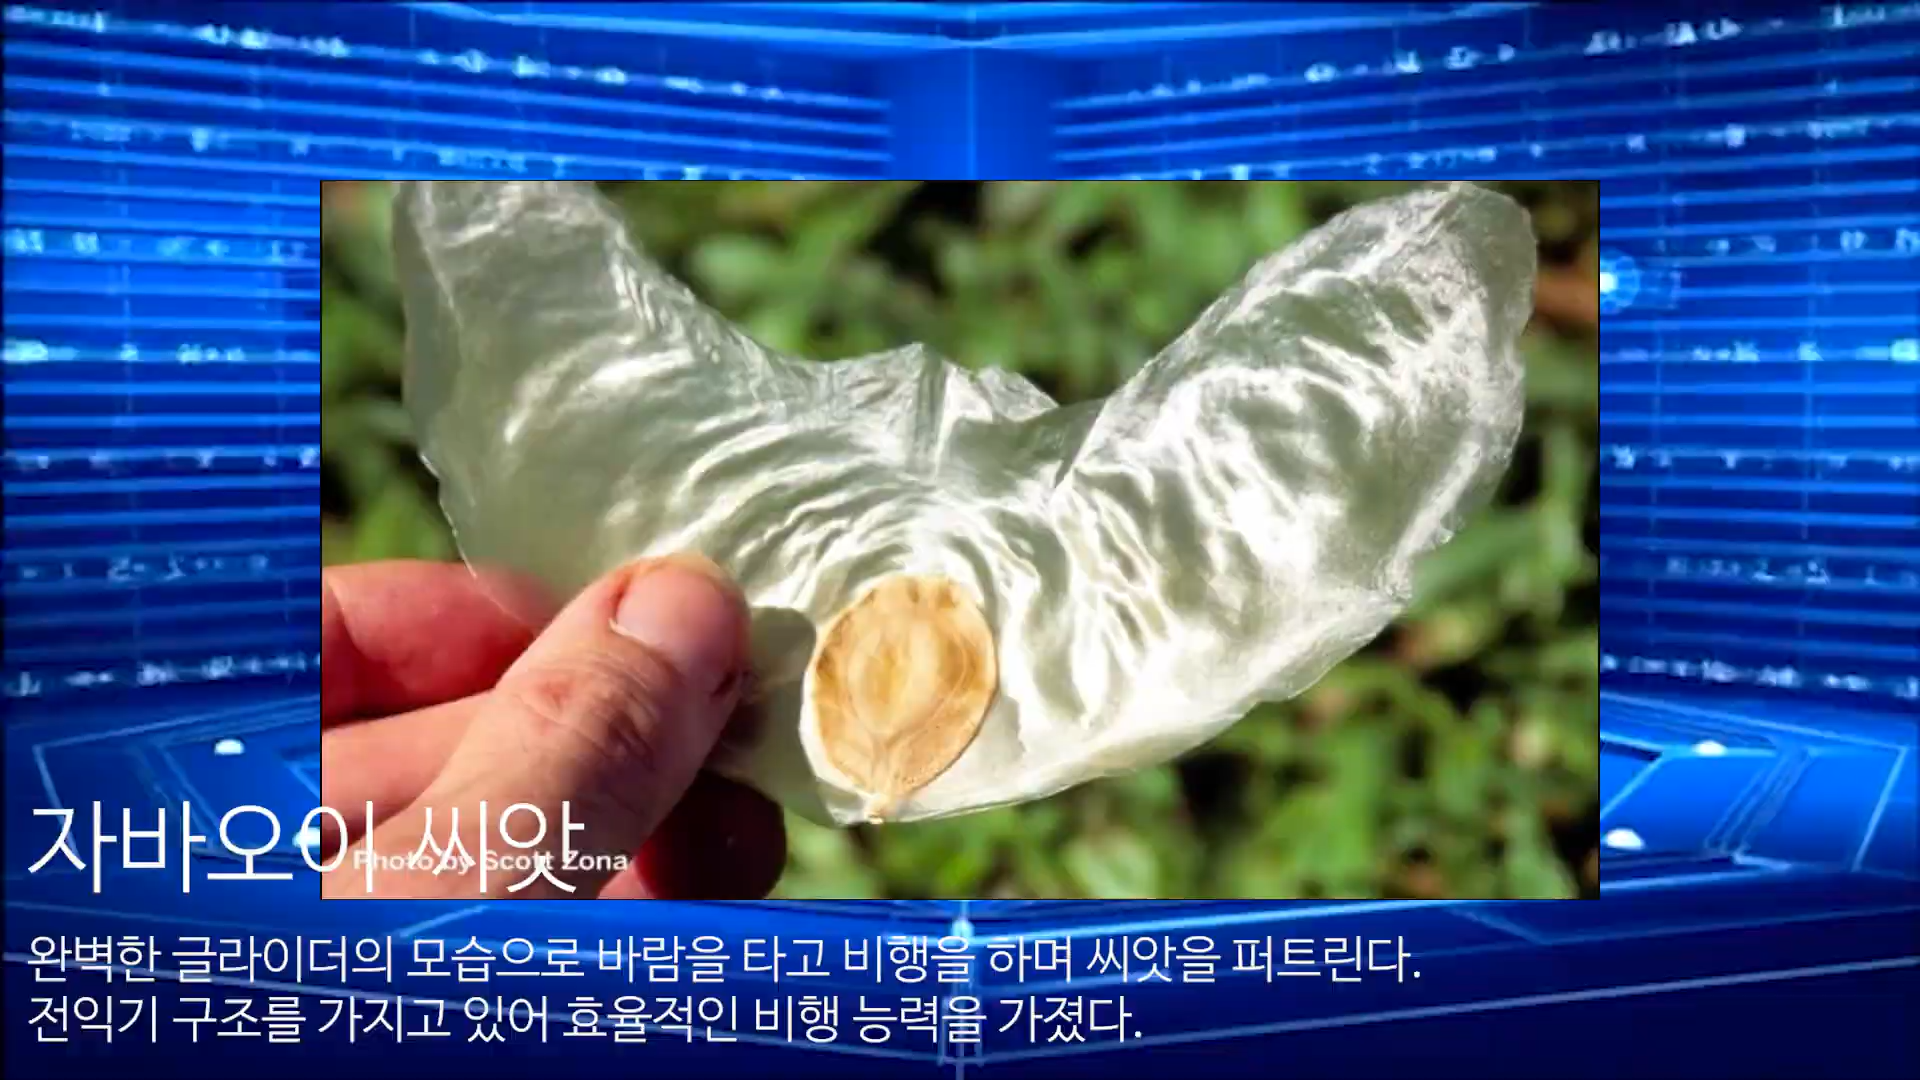 자바오이 씨앗
Photo by Scott Zona
완벽한 글라이더의 모습으로 바람을 타고 비행을 하며 씨앗을 퍼트린다.
전익기 구조를 가지고 있어 효율적인 비행 능력을 가졌다.